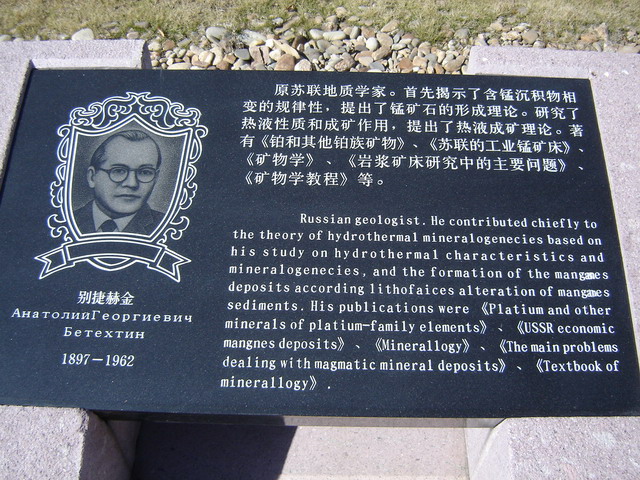 原苏联地质学家。首先揭示了含锰沉积物相
变的规律性，提出了锰矿石的形成理论。研究了
热液性质和成矿作用，提出了热液成矿理论。著
有《铂和其他铂族矿物》、《苏联的工业锰矿床》、
《矿物学》、《岩浆矿床研究中的主要问题》、
《矿物学教程》等。
Russian geologist. He contributed chiefly to
the theory of hydrothermal mineralogenecies based on
his study on hydrothermal characteristics and
mineralogenecies, and the formation of the manganes
deposits according lithofaices alteration of manganes
sediments. His publications were 《Platium and other
minerals of platium-family elements》、《USSR economic
mangnes deposits》、《Minerallogy》、《The main problems
dealing with magmatic mineral deposits》、《Textbook of
minerallogy》.
别捷赫金
АнатолийГеоргиевич
Бетехтин
1897－1962